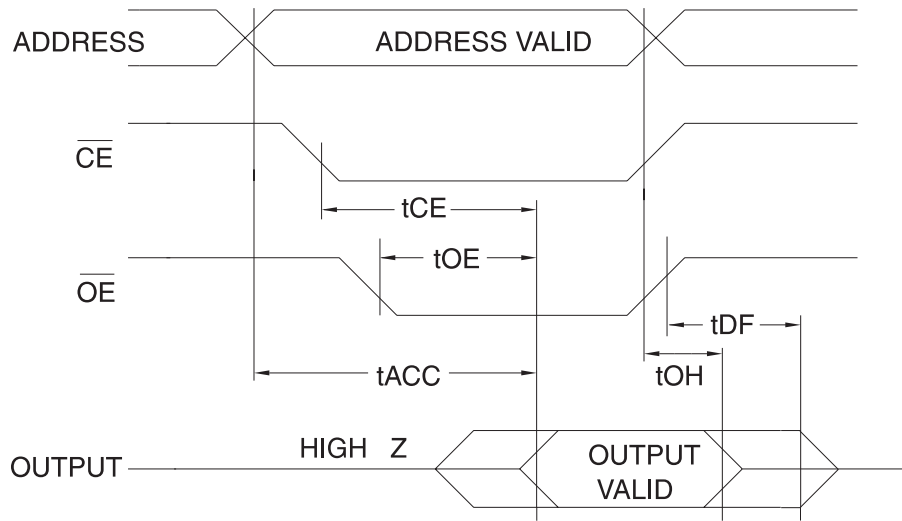 ADDRESS
ADDRESS VALID
CE
tCE
tOE
OE
tDF
tACC
tOH
HIGH Z
OUTPUT
OUTPUT
VALID